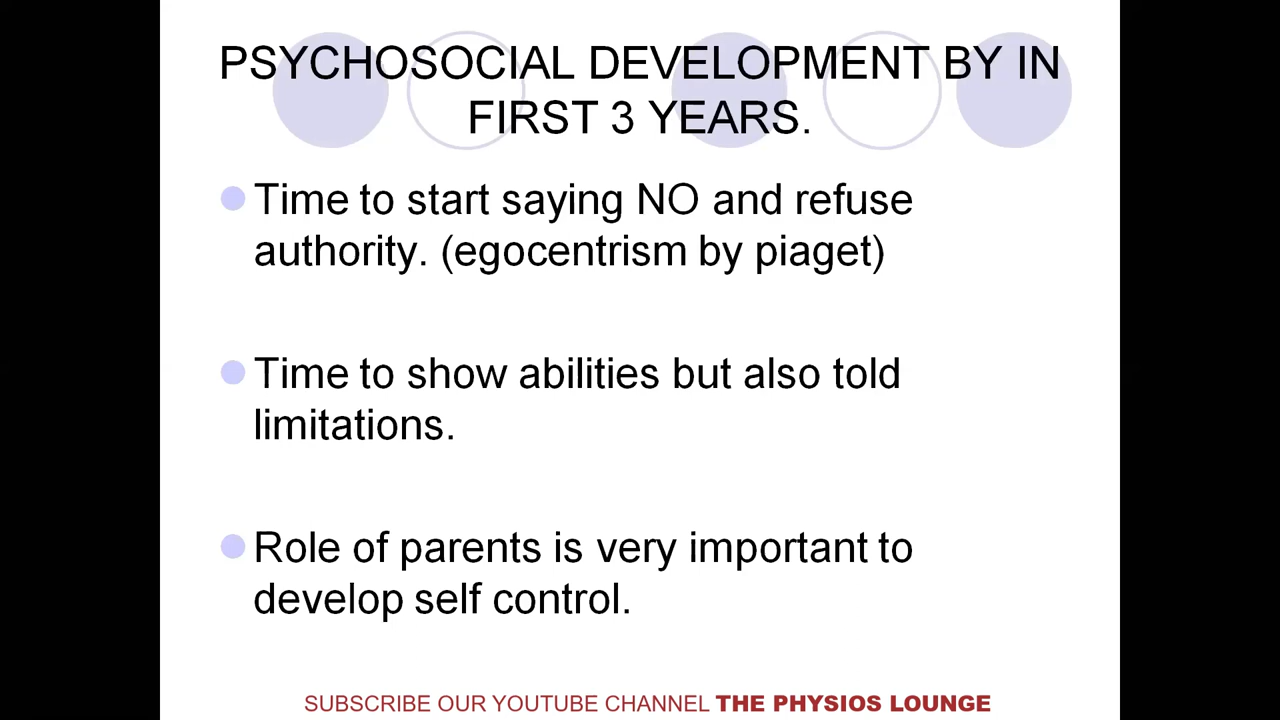 PSYCHOSOCIAL DEVELOPMENT BY IN
FIRST 3 YEARS.
Time to start saying NO and refuse
authority. (egocentrism by piaget)
Time to show abilities but also told
limitations.
Role of parents is very important to
develop self control.
SUBSCRIBE OUR YOUTUBE CHANNEL THE PHYSIOS LOUNGE